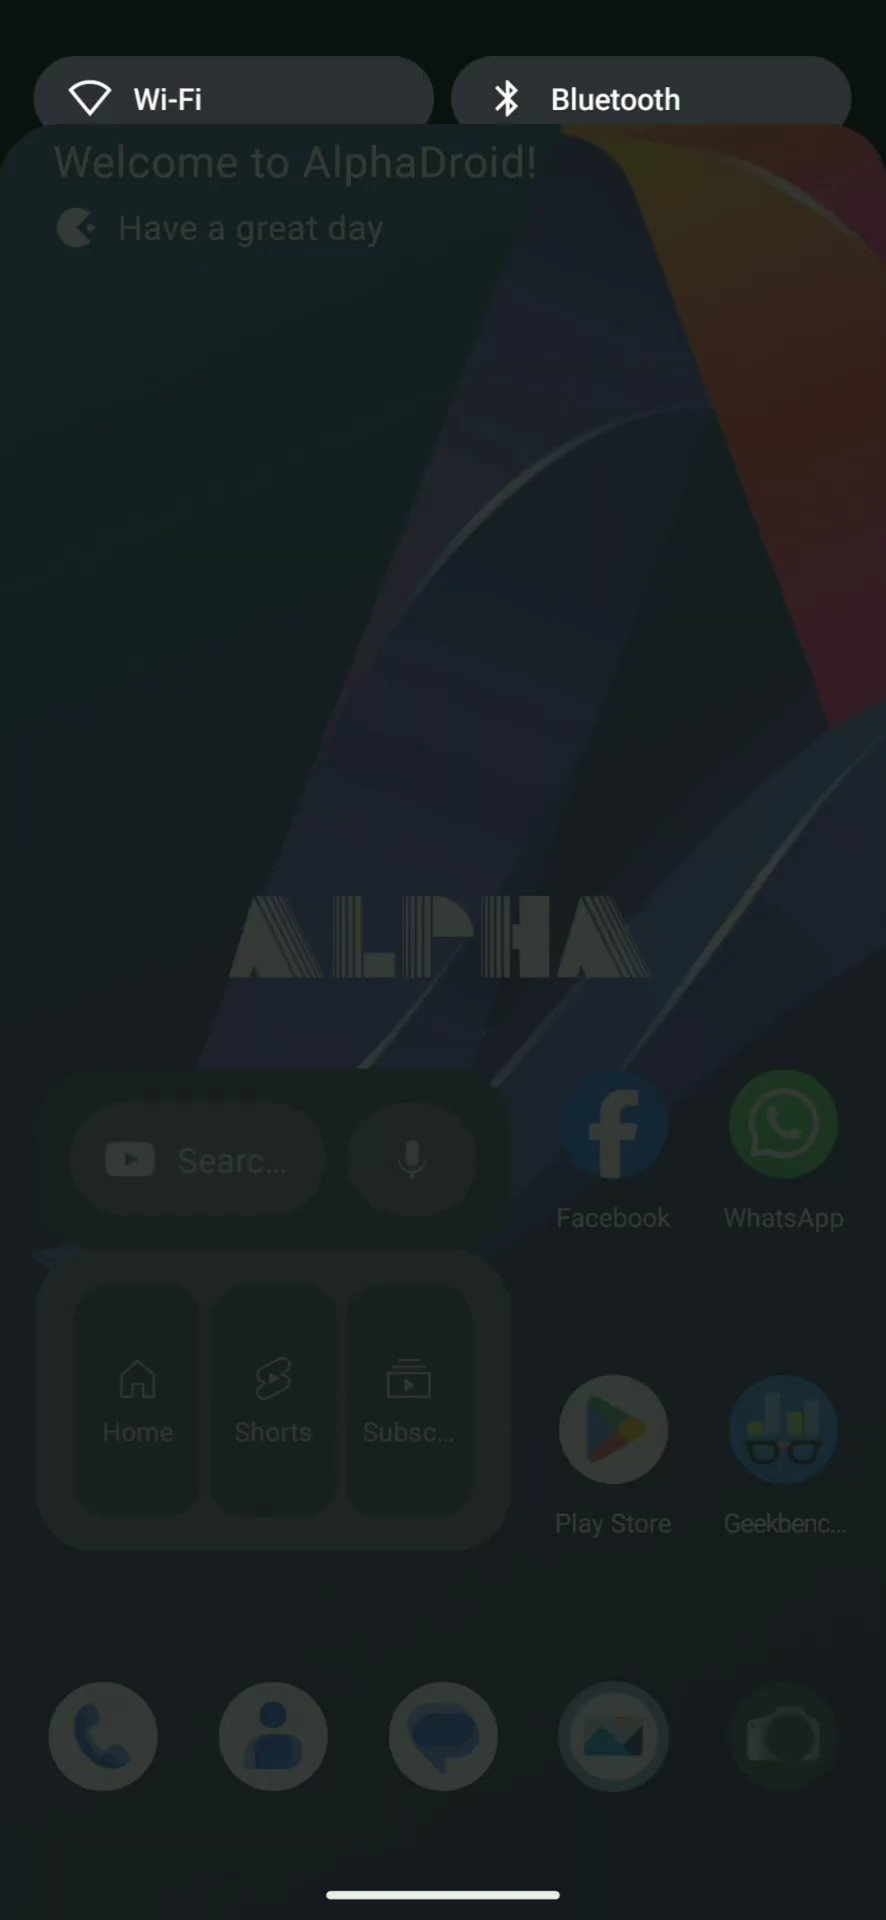 Wi-Fi
Bluetooth
Welcome to AlphaDroid!
Have a great day
ALPHA
Searc...
Facebook
WhatsApp
Home
Shorts
Subsc...
Play Store
Geekbenc...